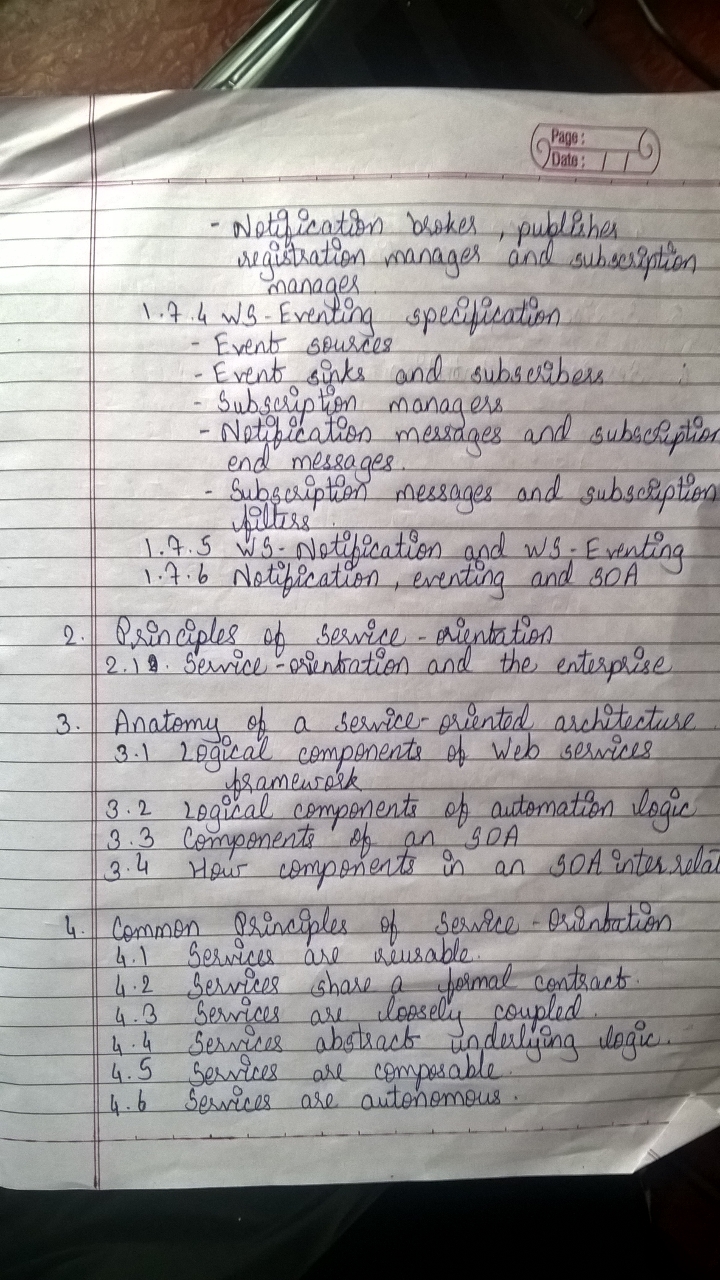 Page :
Date : / /
- Notification broker, publisher
registration manager and subscription
manager
1.7.4 WS-Eventing specification
- Event sources
- Event sinks and subscribers
- Subscription managers
- Notification messages and subscription
end messages.
- Subscription messages and subscription
filters
1.7.5 WS-Notification and WS-Eventing
1.7.6 Notification, eventing and SOA
2. Principles of Service-orientation
2.1 Service-orientation and the enterprise
3. Anatomy of a service-oriented architecture
3.1 Logical components of Web services
framework
3.2 Logical components of automation logic
3.3 Components of an SOA
3.4 How components in an SOA inter relat
4. Common Principles of Service-Orientation
4.1 Services are reusable.
4.2 Services share a formal contract.
4.3 Services are loosely coupled.
4.4 Services abstract underlying logic.
4.5 Services are composable.
4.6 Services are autonomous.